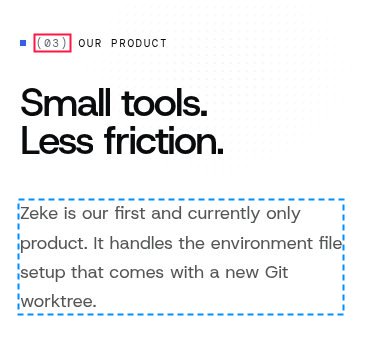 (03) OUR PRODUCT
Small tools.
Less friction.
Zeke is our first and currently only
product. It handles the environment file
setup that comes with a new Git
worktree.